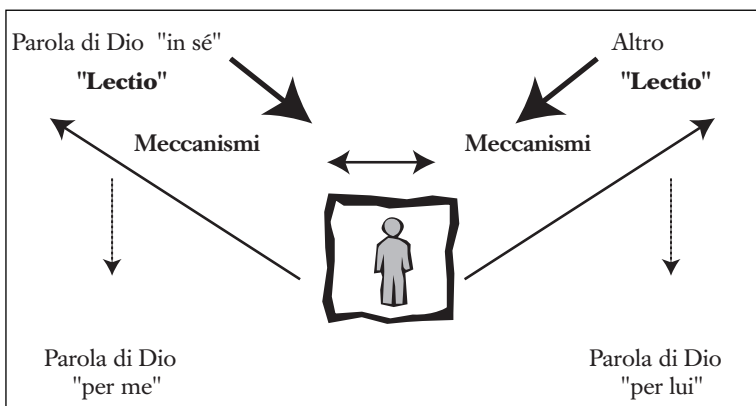 Parola di Dio "in sé"
"Lectio"
Altro
"Lectio"
Meccanismi
Meccanismi
Parola di Dio
"per me"
Parola di Dio
"per lui"